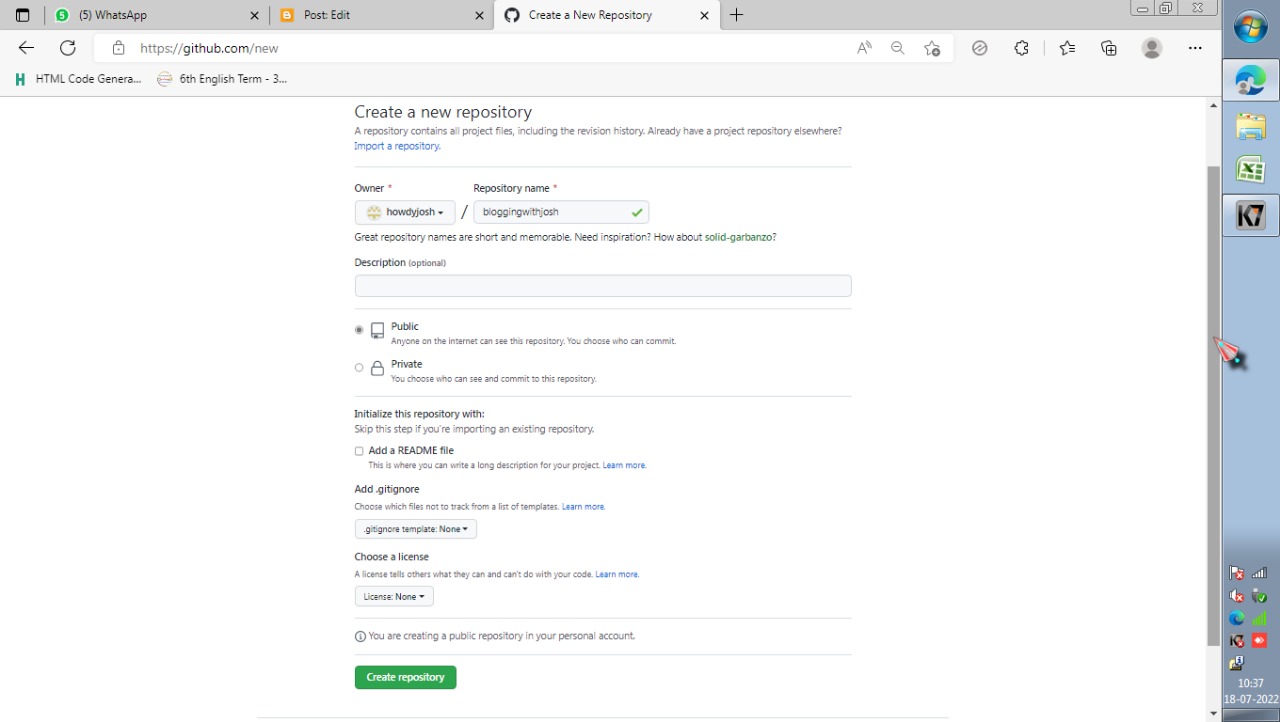 (5) WhatsApp
Post: Edit
Create a New Repository
https://github.com/new
HTML Code Genera...
6th English Term - 3...
Create a new repository
A repository contains all project files, including the revision history. Already have a project repository elsewhere?
Import a repository.
Owner *
Repository name *
howdyjosh
/
bloggingwithjosh
Great repository names are short and memorable. Need inspiration? How about solid-garbanzo?
Description (optional)
Public
Anyone on the internet can see this repository. You choose who can commit.
Private
You choose who can see and commit to this repository.
Initialize this repository with:
Skip this step if you're importing an existing repository.
Add a README file
This is where you can write a long description for your project. Learn more.
Add .gitignore
Choose which files not to track from a list of templates. Learn more.
.gitignore template: None
Choose a license
A license tells others what they can and can't do with your code. Learn more.
License: None
You are creating a public repository in your personal account.
Create repository
K7
10:37
18-07-2022